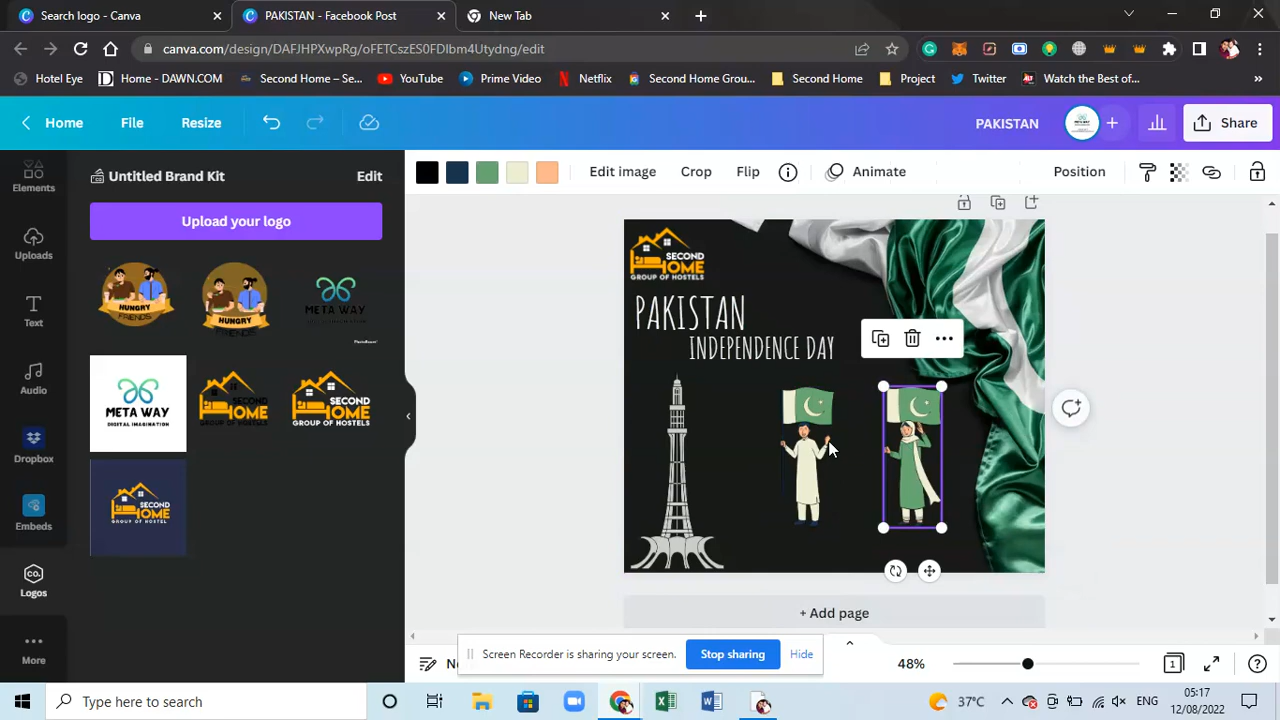 Search logo - Canva
PAKISTAN - Facebook Post
New Tab
canva.com/design/DAFJHPXwpRg/oFETCszES0FDIbm4Utydng/edit
Hotel Eye
Home - DAWN.COM
Second Home – Se...
YouTube
Prime Video
Netflix
Second Home Grou...
Second Home
Project
Twitter
Watch the Best of...
»
Home
File
Resize
PAKISTAN
Share
Elements
Untitled Brand Kit
Edit
Edit image
Crop
Flip
Animate
Position
Upload your logo
Uploads
Text
Audio
Dropbox
Embeds
CO.
Logos
More
HUNGRY
FRIENDS
HUNGRY
FRIENDS
META WAY
META WAY
DIGITAL IMAGINATION
SECOND
HOME
GROUP OF HOSTELS
SECOND
HOME
GROUP OF HOSTELS
SECOND
HOME
GROUP OF HOSTEL
SECOND
HOME
GROUP OF HOSTELS
PAKISTAN
INDEPENDENCE DAY
+ Add page
Screen Recorder is sharing your screen.
Stop sharing
Hide
48%
1
Type here to search
37°C
ENG
05:17
12/08/2022